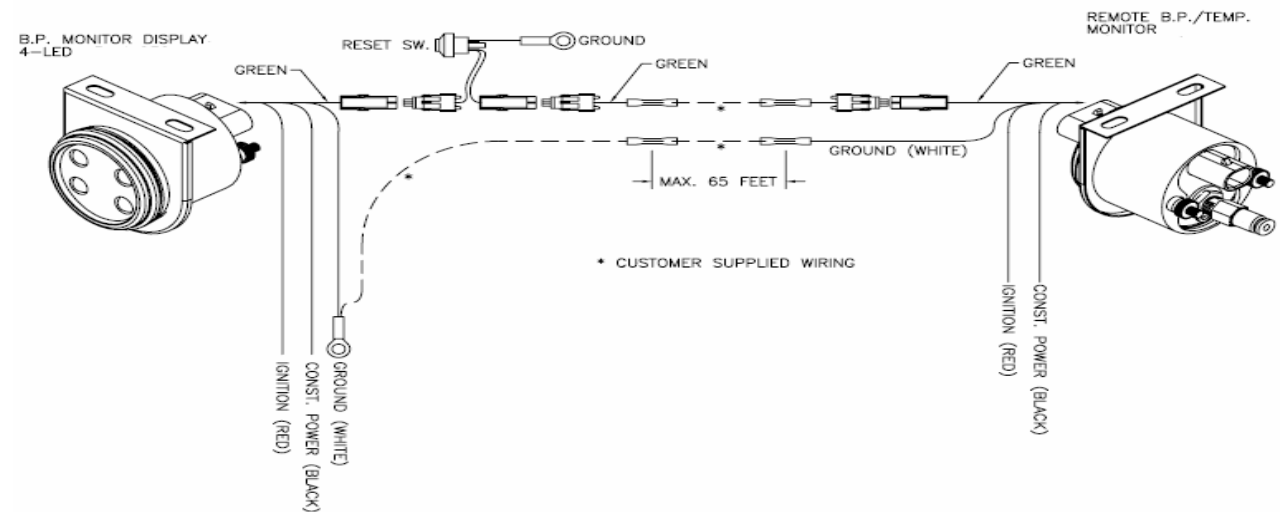 B.P. MONITOR DISPLAY
4-LED
RESET SW.
GROUND
REMOTE B.P./TEMP.
MONITOR
GREEN
GREEN
GREEN
*
*
*
GROUND (WHITE)
MAX. 65 FEET
* CUSTOMER SUPPLIED WIRING
IGNITION (RED)
CONST. POWER (BLACK)
GROUND (WHITE)
IGNITION (RED)
CONST. POWER (BLACK)